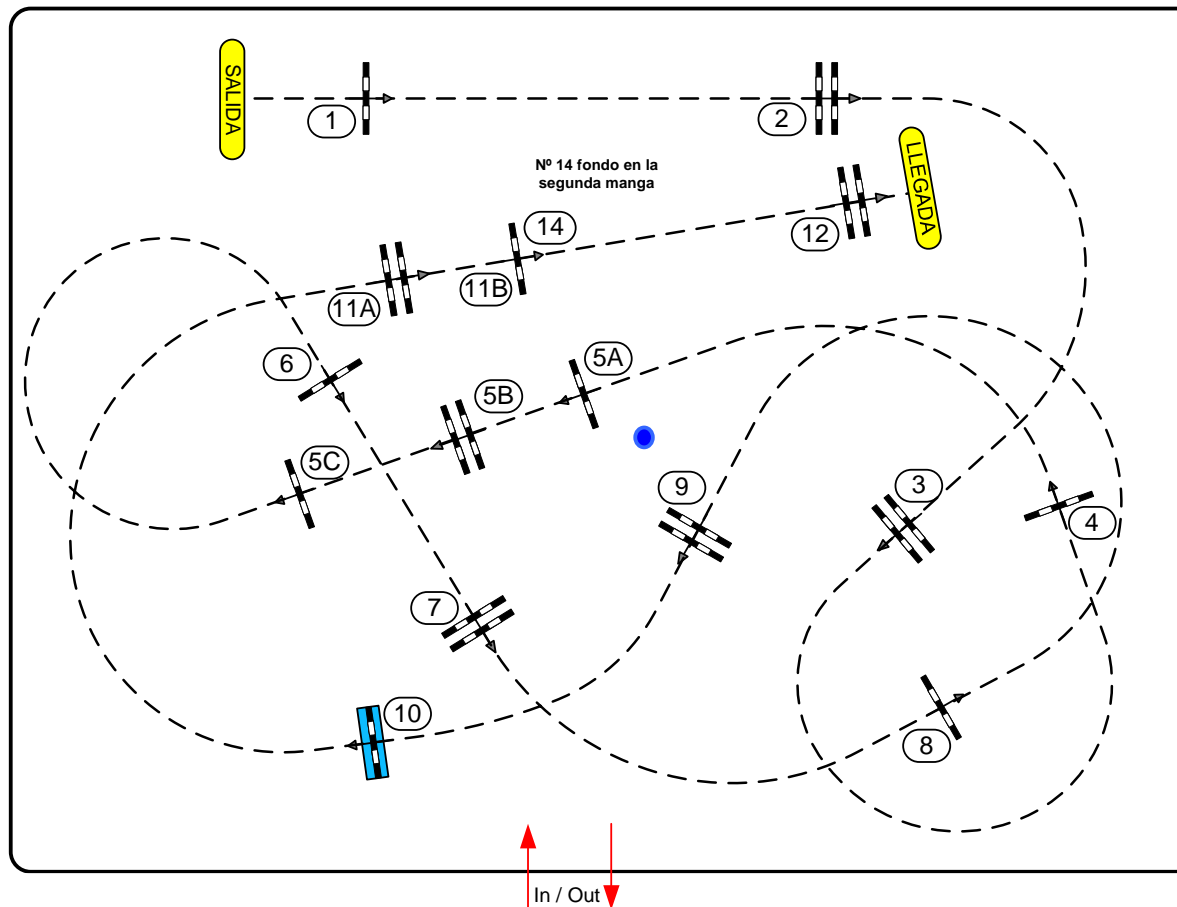 SALIDA
1
2
LLEGADA
Nº 14 fondo en la
segunda manga
14
12
11A
11B
6
5A
5B
5C
9
3
4
7
10
8
In / Out